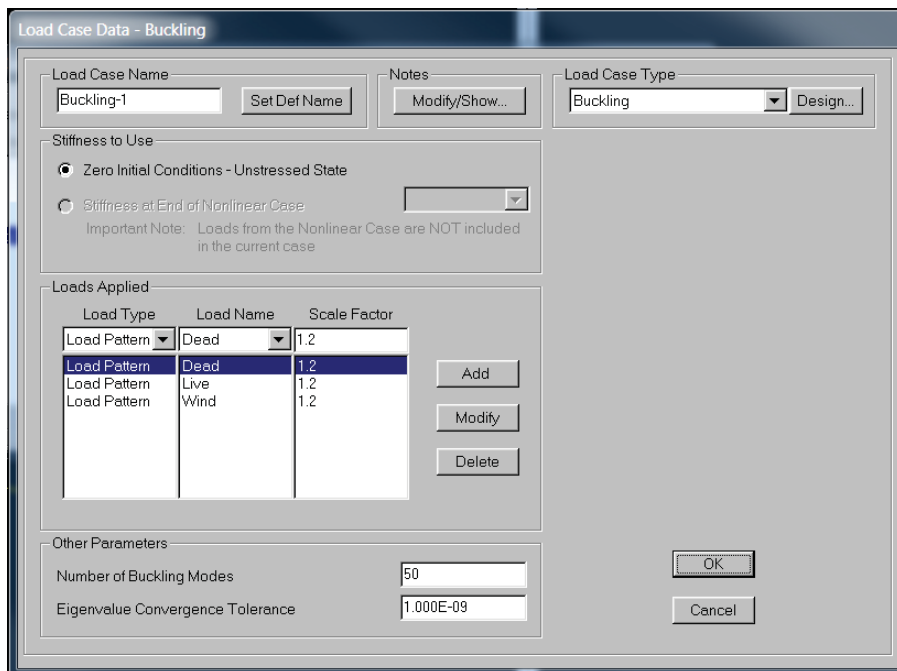 Load Case Data - Buckling
Load Case Name
Buckling-1
Set Def Name
Notes
Modify/Show...
Load Case Type
Buckling
Design...
Stiffness to Use
Zero Initial Conditions - Unstressed State
Stiffness at End of Nonlinear Case
Important Note: Loads from the Nonlinear Case are NOT included
in the current case
Loads Applied
Load Type Load Name Scale Factor
Load Pattern Dead 1.2
Load Pattern Dead 1.2
Load Pattern Live 1.2
Load Pattern Wind 1.2
Add
Modify
Delete
Other Parameters
Number of Buckling Modes 50
Eigenvalue Convergence Tolerance 1.000E-09
OK
Cancel